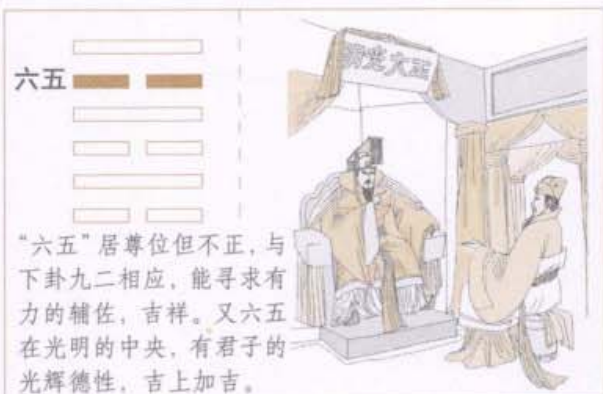 六五
"六五"居尊位但不正，与
下卦九二相应，能寻求有
力的辅佐，吉祥。又六五
在光明的中央，有君子的
光辉德性，吉上加吉。
大王